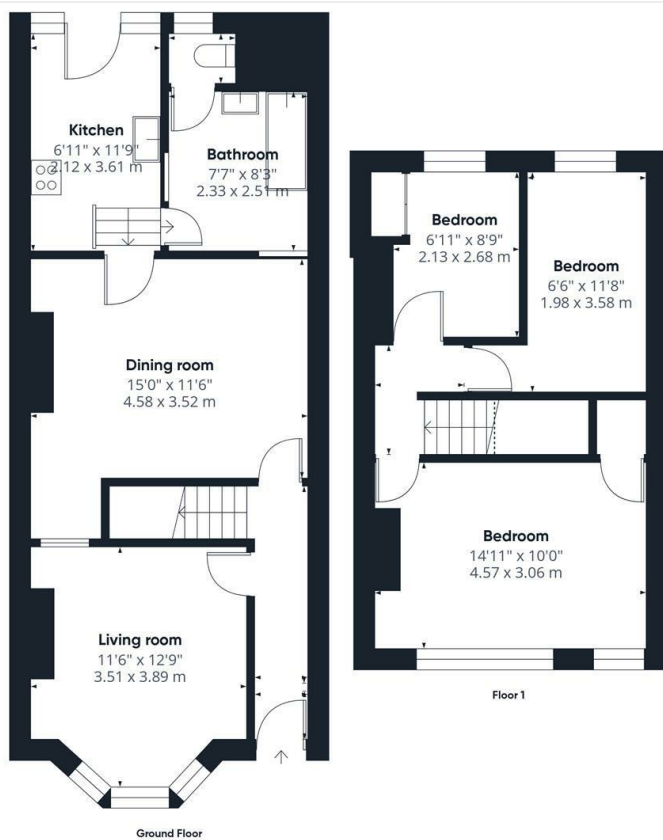 Kitchen
6'11" x 11'9"
2.12 x 3.61 m
Bathroom
7'7" x 8'3"
2.33 x 2.51 m
Dining room
15'0" x 11'6"
4.58 x 3.52 m
Living room
11'6" x 12'9"
3.51 x 3.89 m
Ground Floor
Bedroom
6'11" x 8'9"
2.13 x 2.68 m
Bedroom
6'6" x 11'8"
1.98 x 3.58 m
Bedroom
14'11" x 10'0"
4.57 x 3.06 m
Floor 1